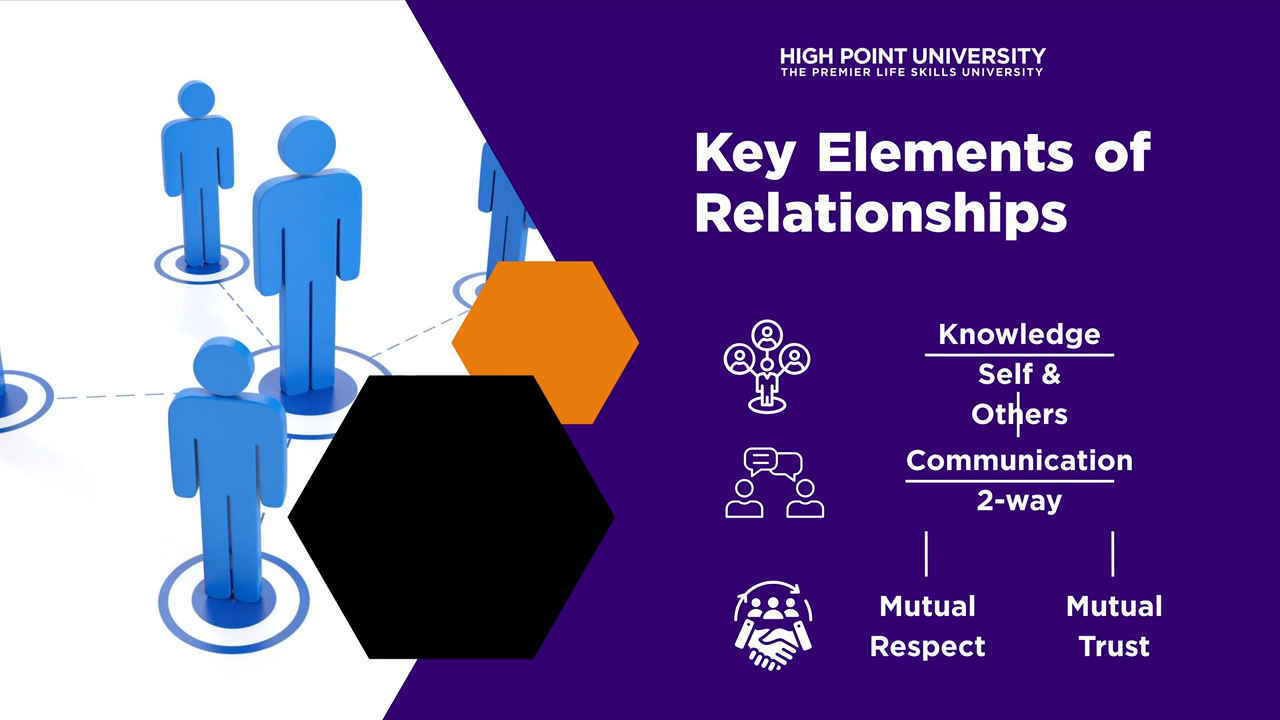 HIGH POINT UNIVERSITY
THE PREMIER LIFE SKILLS UNIVERSITY
Key Elements of
Relationships
Knowledge
Self &
Others
Communication
2-way
Mutual
Respect
Mutual
Trust